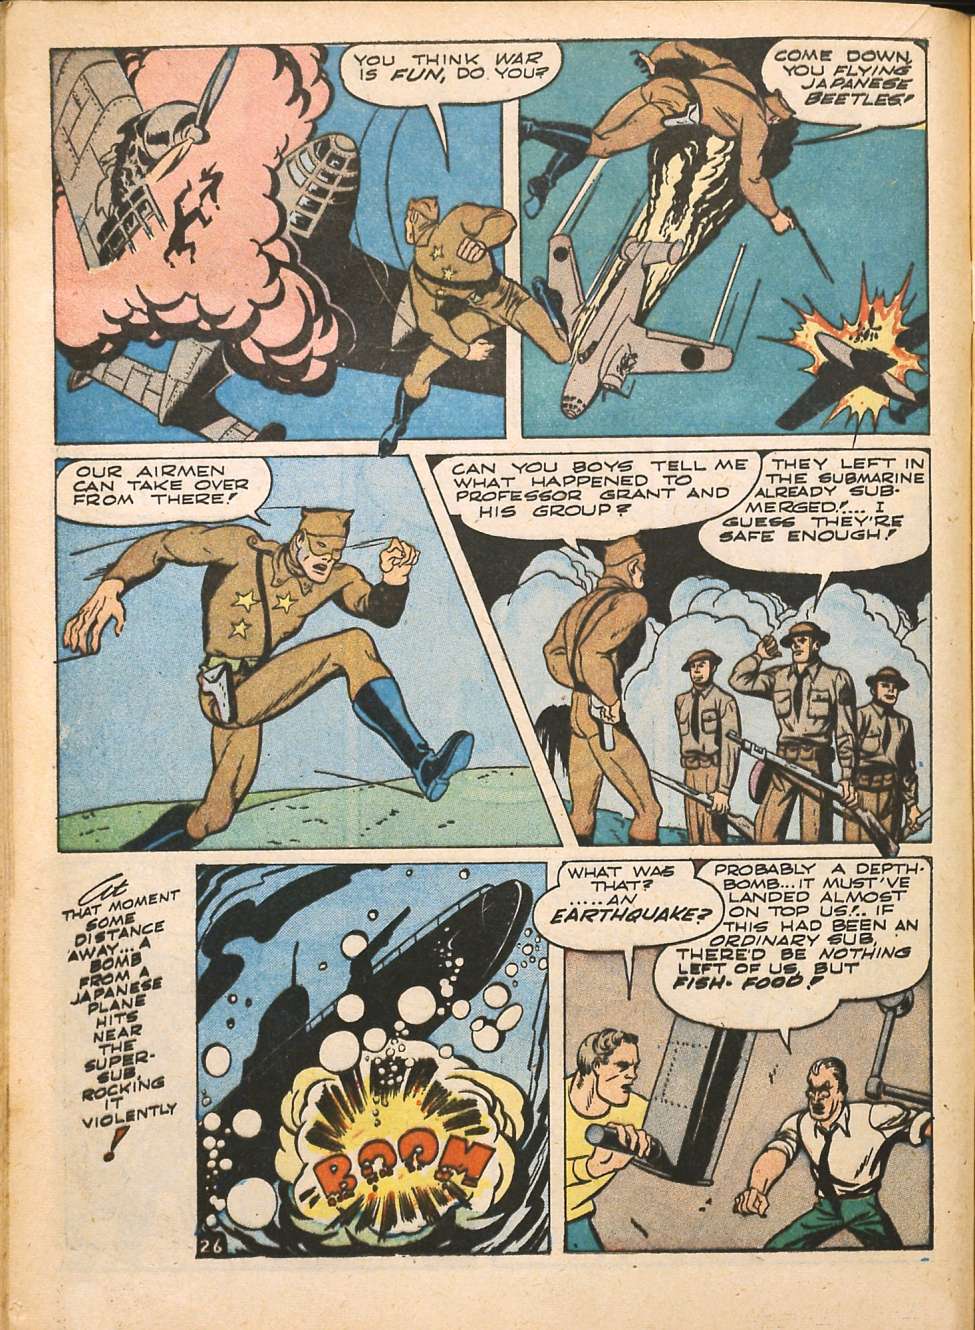 YOU THINK WAR
IS FUN, DO YOU?
COME DOWN,
YOU FLYING
JAPANESE
BEETLES!
OUR AIRMEN
CAN TAKE OVER
FROM THERE!
CAN YOU BOYS TELL ME
WHAT HAPPENED TO
PROFESSOR GRANT AND
HIS GROUP?
THEY LEFT IN
THE SUBMARINE
ALREADY SUB-
MERGED!.... I
GUESS THEY'RE
SAFE ENOUGH!
At
THAT MOMENT
SOME
DISTANCE
AWAY... A
BOMB
FROM A
JAPANESE
PLANE
HITS
NEAR
THE
SUPER-
SUB,
ROCKING
IT
VIOLENTLY
!
BOOM
26
WHAT WAS
THAT?
.....AN
EARTHQUAKE?
PROBABLY A DEPTH-
BOMB...IT MUST'VE
LANDED ALMOST
ON TOP US!.. IF
THIS HAD BEEN AN
ORDINARY SUB,
THERE'D BE NOTHING
LEFT OF US, BUT
FISH-FOOD!